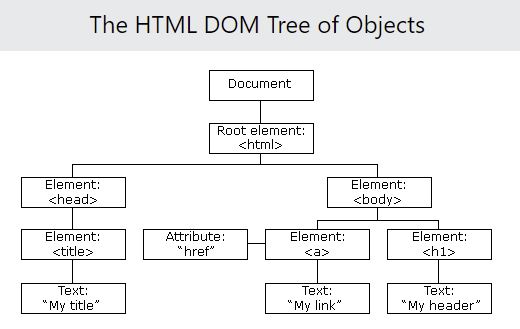 The HTML DOM Tree of Objects
Document
Root element:
<html>
Element:
<head>
Element:
<body>
Element:
<title>
Attribute:
“href”
Element:
<a>
Element:
<h1>
Text:
“My title”
Text:
“My link”
Text:
“My header”